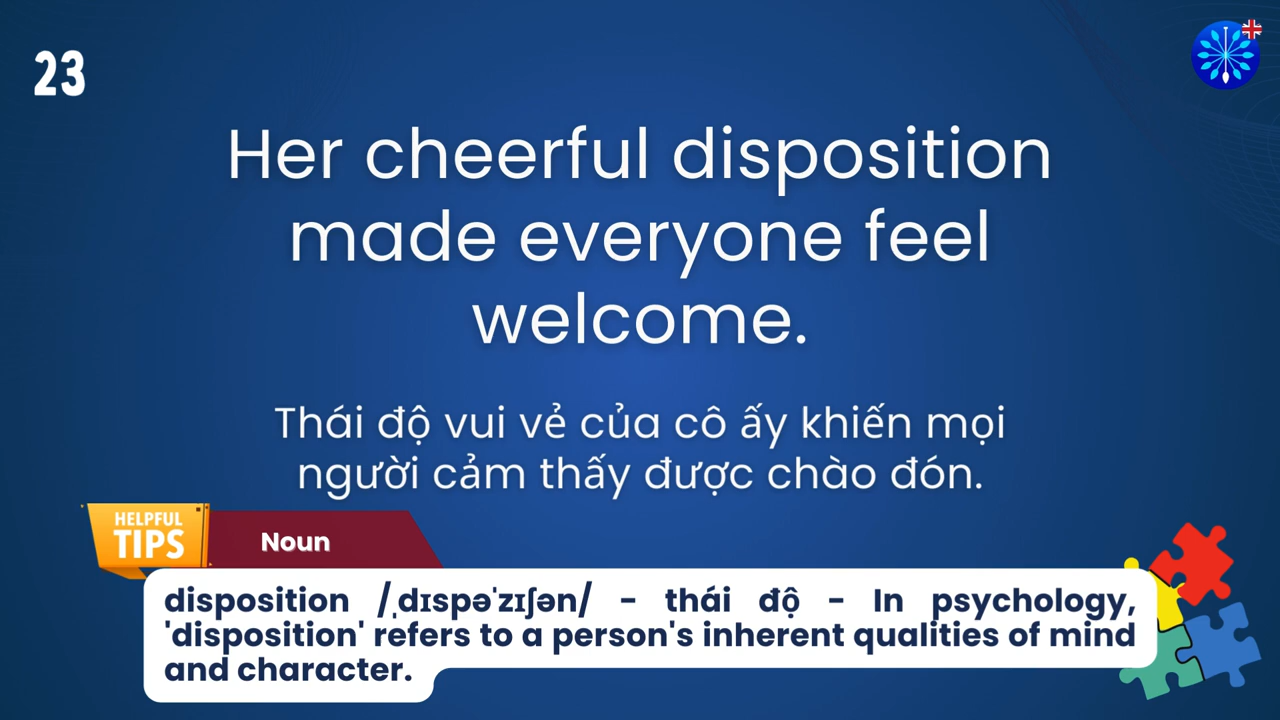 23
Her cheerful disposition
made everyone feel
welcome.
Thái độ vui vẻ của cô ấy khiến mọi
người cảm thấy được chào đón.
HELPFUL
TIPS
Noun
disposition /ˌdɪspəˈzɪʃən/ - thái độ - In psychology,
'disposition' refers to a person's inherent qualities of mind
and character.